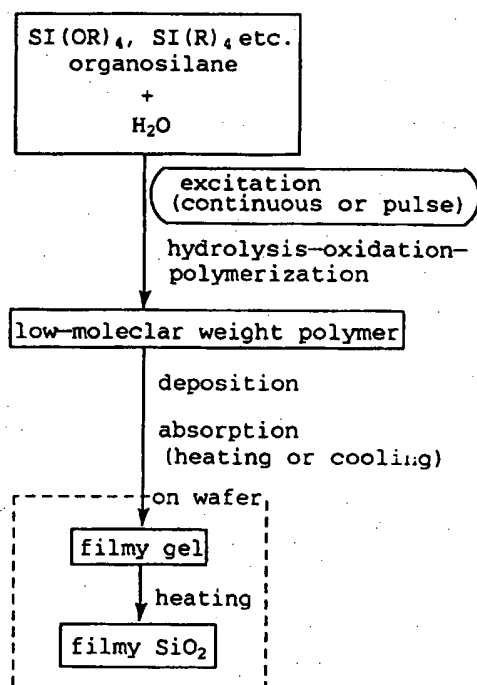 SI(OR)₄, SI(R)₄ etc.
organosilane
+
H₂O
excitation
(continuous or pulse)
hydrolysis—oxidation—
polymerization
low—moleclar weight polymer
deposition
absorption
(heating or cooling)
on wafer
filmy gel
heating
filmy SiO₂